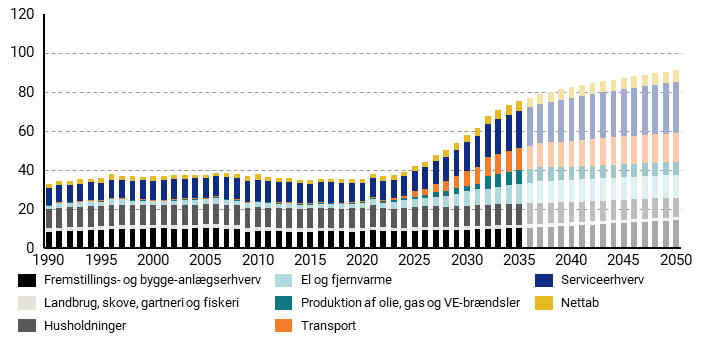 120
100
80
60
40
20
0
1990 1995 2000 2005 2010 2015 2020 2025 2030 2035 2040 2045 2050
Fremstillings- og bygge-anlægserhverv El og fjernvarme Serviceerhverv
Landbrug, skove, gartneri og fiskeri Produktion af olie, gas og VE-brændsler Nettab
Husholdninger Transport